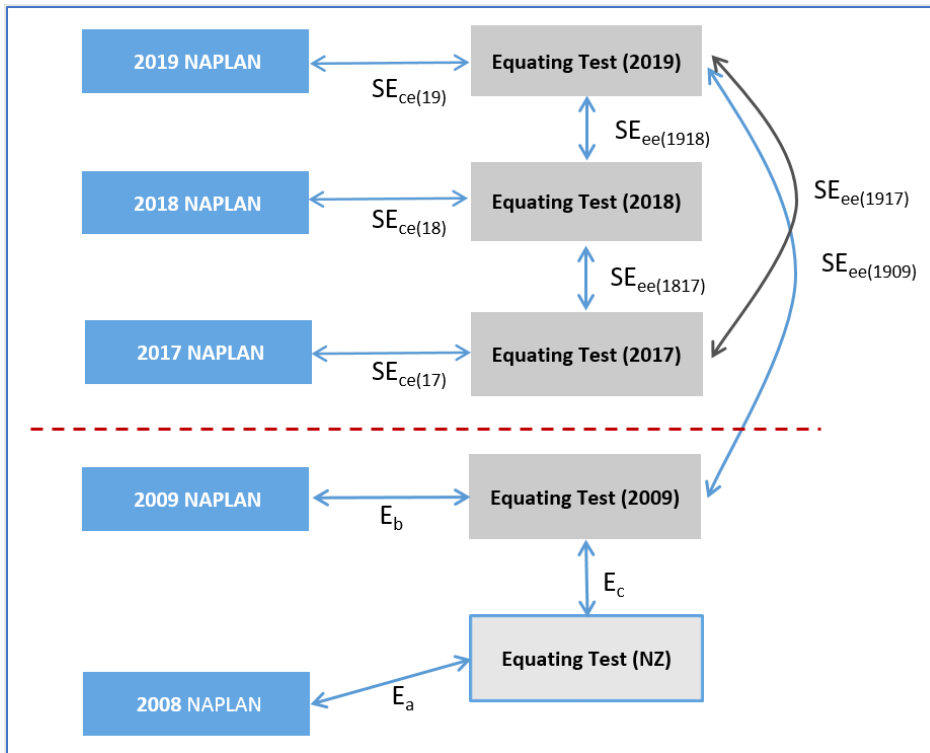 2019 NAPLAN
Equating Test (2019)
SEce(19)
SEee(1918)
2018 NAPLAN
Equating Test (2018)
SEce(18)
SEee(1917)
SEee(1909)
SEee(1817)
2017 NAPLAN
Equating Test (2017)
SEce(17)
2009 NAPLAN
Equating Test (2009)
Eb
Ec
Equating Test (NZ)
2008 NAPLAN
Ea